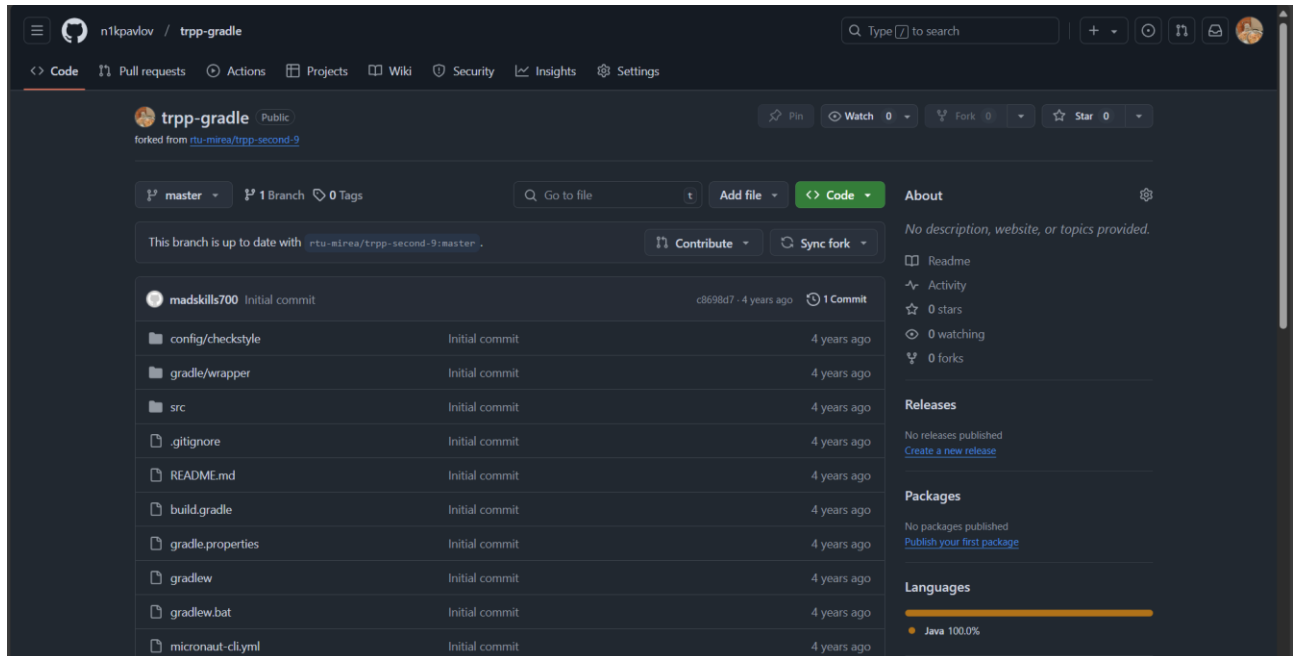 n1kpavlov / trpp-gradle
Type / to search
Code Pull requests Actions Projects Wiki Security Insights Settings
trpp-gradle Public
forked from rtu-mirea/trpp-second-9
Pin Watch 0 Fork 0 Star 0
master 1 Branch 0 Tags
Go to file t Add file Code
This branch is up to date with rtu-mirea/trpp-second-9:master .
Contribute Sync fork
madskills700 Initial commit c8698d7 · 4 years ago 1 Commit
config/checkstyle Initial commit 4 years ago
gradle/wrapper Initial commit 4 years ago
src Initial commit 4 years ago
.gitignore Initial commit 4 years ago
README.md Initial commit 4 years ago
build.gradle Initial commit 4 years ago
gradle.properties Initial commit 4 years ago
gradlew Initial commit 4 years ago
gradlew.bat Initial commit 4 years ago
micronaut-cli.yml Initial commit 4 years ago
About
No description, website, or topics provided.
Readme
Activity
0 stars
0 watching
0 forks
Releases
No releases published
Create a new release
Packages
No packages published
Publish your first package
Languages
Java 100.0%